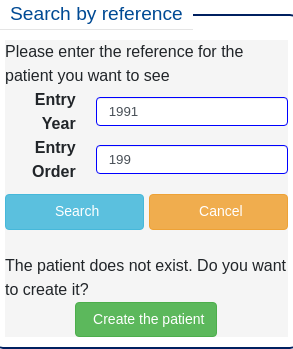 Search by reference
Please enter the reference for the
patient you want to see
Entry
Year
1991
Entry
Order
199
Search
Cancel
The patient does not exist. Do you want
to create it?
Create the patient